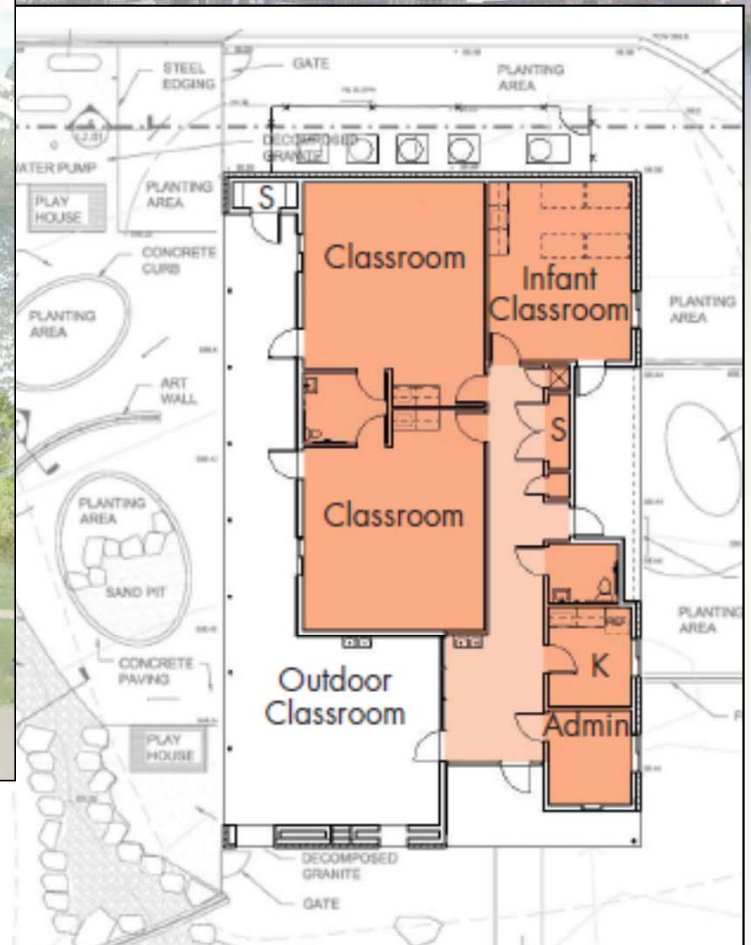 STEEL
EDGING
GATE
PLANTING
AREA
L2.01
DECOMPOSED
GRANITE
WATER PUMP
PLAY
HOUSE
PLANTING
AREA
S
CONCRETE
CURB
Classroom
Infant
Classroom
PLANTING
AREA
PLANTING
AREA
ART
WALL
S
PLANTING
AREA
Classroom
SAND PIT
PLANTING
AREA
REF
K
CONCRETE
PAVING
Outdoor
Classroom
Admin
PLAY
HOUSE
DECOMPOSED
GRANITE
GATE